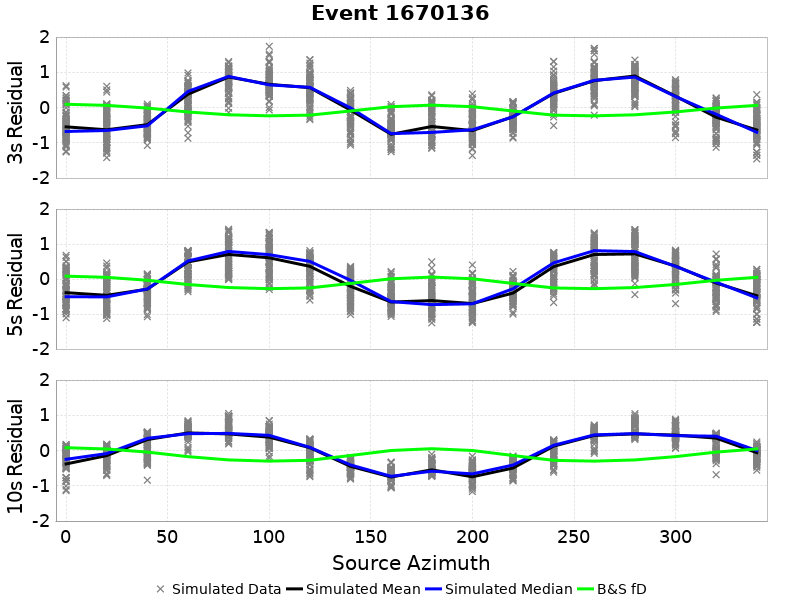 Event 1670136
3s Residual
2
1
0
-1
-2
5s Residual
2
1
0
-1
-2
10s Residual
2
1
0
-1
-2
0 50 100 150 200 250 300
Source Azimuth
Simulated Data Simulated Mean Simulated Median B&S fD